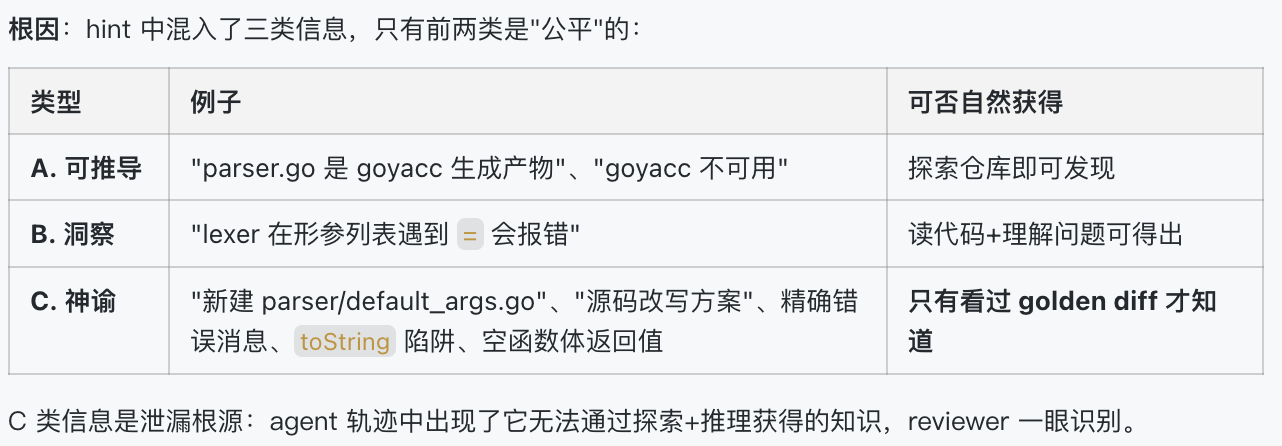 根因：hint 中混入了三类信息，只有前两类是"公平"的：
类型 例子 可否自然获得
A. 可推导 "parser.go 是 goyacc 生成产物"、"goyacc 不可用" 探索仓库即可发现
B. 洞察 "lexer 在形参列表遇到 = 会报错" 读代码+理解问题可得出
C. 神谕 "新建 parser/default_args.go"、"源码改写方案"、精确错 只有看过 golden diff 才知
误消息、toString 陷阱、空函数体返回值 道
C 类信息是泄漏根源：agent 轨迹中出现了它无法通过探索+推理获得的知识，reviewer 一眼识别。